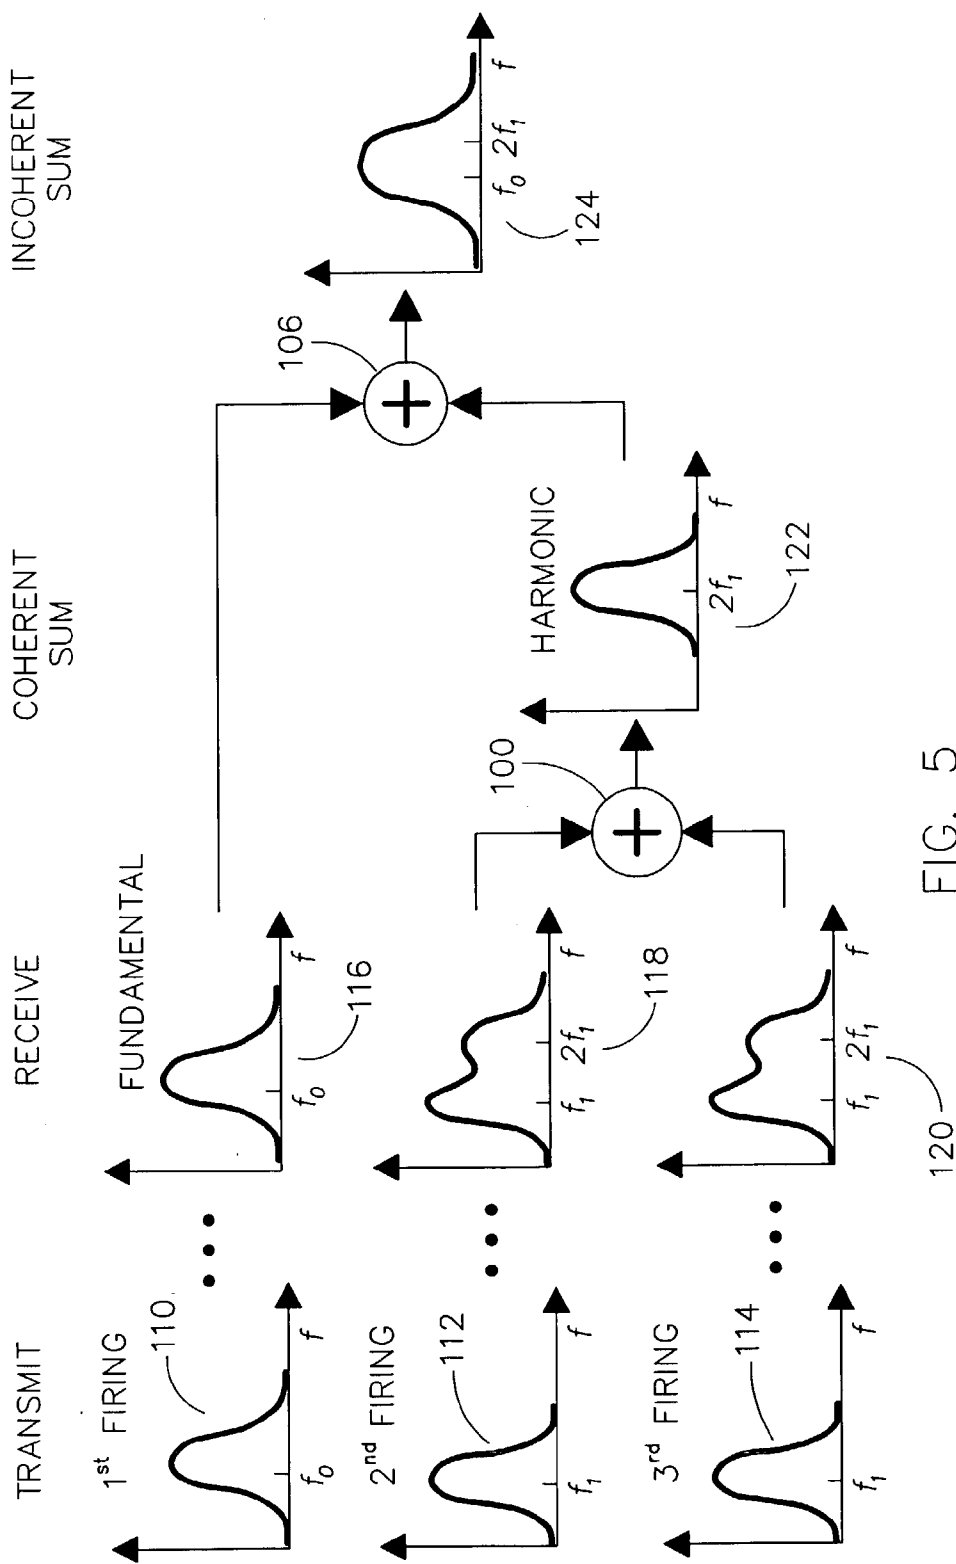 TRANSMIT
RECEIVE
COHERENT
SUM
INCOHERENT
SUM
1st FIRING
110
f0
f
FUNDAMENTAL
f0
f
116
106
f0
2f1
f
124
2nd FIRING
112
f1
f
f1
2f1
f
118
100
HARMONIC
2f1
f
122
3rd FIRING
114
f1
f
f1
2f1
f
120
FIG. 5